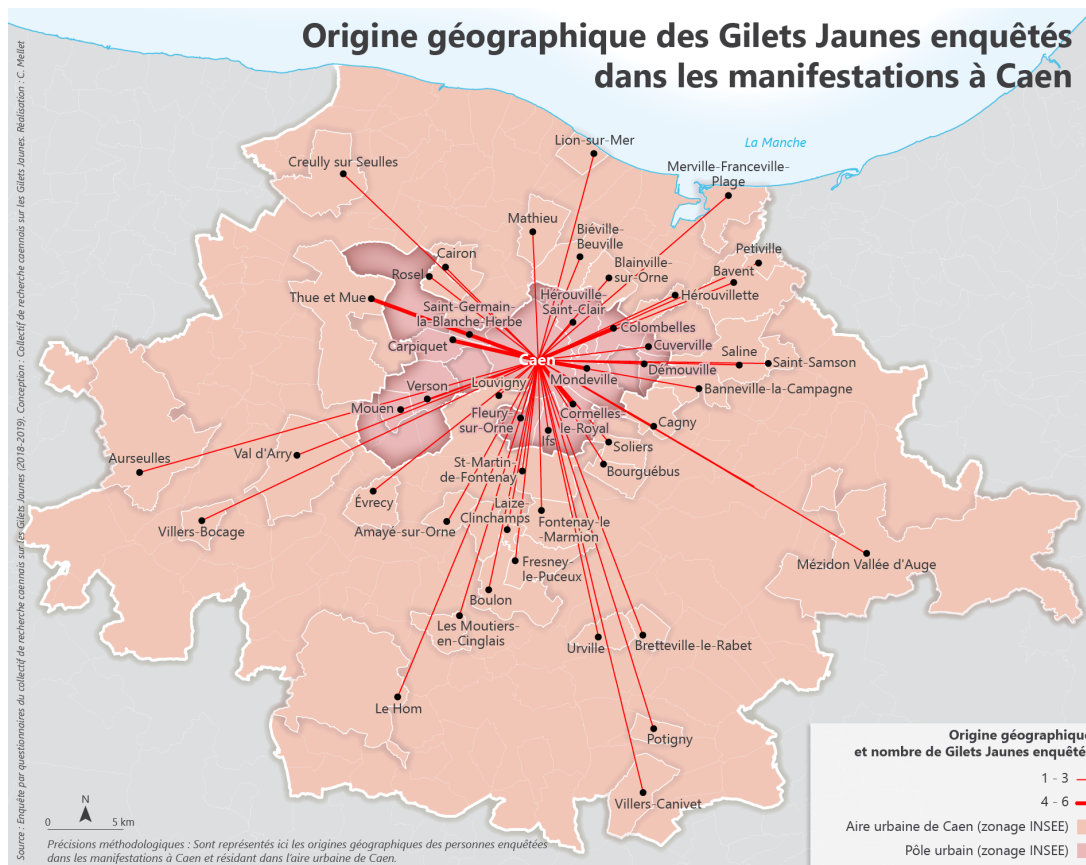 Origine géographique des Gilets Jaunes enquêtés
dans les manifestations à Caen
Source : Enquête par questionnaires du collectif de recherche caennais sur les Gilets Jaunes (2018-2019). Conception : Collectif de recherche caennais sur les Gilets Jaunes. Réalisation : C. Mellet
La Manche
Lion-sur-Mer
Creully sur Seulles
Merville-Franceville-
Plage
Mathieu
Biéville-
Beuville
Petiville
Cairon
Blainville-
sur-Orne
Bavent
Rosel
Thue et Mue
Hérouville-
Saint-Clair
Hérouvillette
Saint-Germain-
la-Blanche-Herbe
Colombelles
Carpiquet
Cuverville
Caen
Saline
Saint-Samson
Démouville
Mondeville
Louvigny
Verson
Banneville-la-Campagne
Mouen
Fleury-
sur-Orne
Cormelles-
le-Royal
Cagny
Ifs
Soliers
Aurseulles
Val d'Arry
St-Martin-
de-Fontenay
Bourguébus
Évrecy
Laize
Clinchamps
Villers-Bocage
Amayé-sur-Orne
Fontenay-le
-Marmion
Fresney-
le-Puceux
Mézidon Vallée d'Auge
Boulon
Les Moutiers-
en-Cinglais
Urville
Bretteville-le-Rabet
Le Hom
Potigny
Villers-Canivet
Origine géographiqu
et nombre de Gilets Jaunes enquêté
1 - 3
4 - 6
Aire urbaine de Caen (zonage INSEE)
Pôle urbain (zonage INSEE)
N
0 5 km
Précisions méthodologiques : Sont représentés ici les origines géographiques des personnes enquêtées
dans les manifestations à Caen et résidant dans l'aire urbaine de Caen.